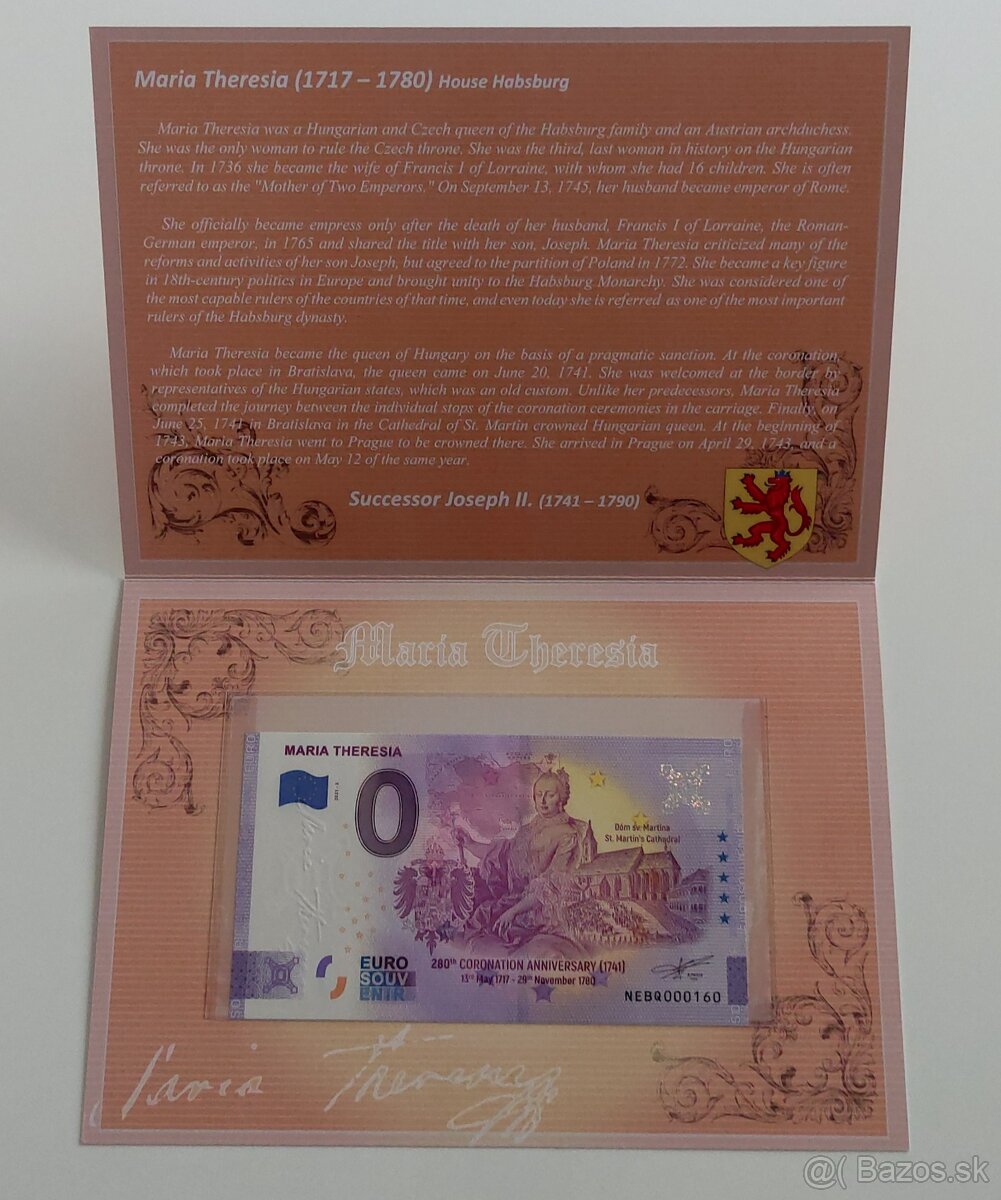 Maria Theresia (1717 – 1780) House Habsburg
Maria Theresia was a Hungarian and Czech queen of the Habsburg family and an Austrian archduchess.
She was the only woman to rule the Czech throne. She was the third, last woman in history on the Hungarian
throne. In 1736 she became the wife of Francis I of Lorraine, with whom she had 16 children. She is often
referred to as the "Mother of Two Emperors." On September 13, 1745, her husband became emperor of Rome.
She officially became empress only after the death of her husband, Francis I of Lorraine, the Roman-
German emperor, in 1765 and shared the title with her son, Joseph. Maria Theresia criticized many of the
reforms and activities of her son Joseph, but agreed to the partition of Poland in 1772. She became a key figure
in 18th-century politics in Europe and brought unity to the Habsburg Monarchy. She was considered one of
the most capable rulers of the countries of that time, and even today she is referred as one of the most important
rulers of the Habsburg dynasty.
Maria Theresia became the queen of Hungary on the basis of a pragmatic sanction. At the coronation,
which took place in Bratislava, the queen came on June 20, 1741. She was welcomed at the border by
representatives of the Hungarian states, which was an old custom. Unlike her predecessors, Maria Theresia
completed the journey between the individual stops of the coronation ceremonies in the carriage. Finally, on
June 25, 1741 in Bratislava in the Cathedral of St. Martin crowned Hungarian queen. At the beginning of
1743, Maria Theresia went to Prague to be crowned there. She arrived in Prague on April 29, 1743, and a
coronation took place on May 12 of the same year.
Successor Joseph II. (1741 – 1790)
Maria Theresia
MARIA THERESIA
0
Dóm sv. Martina
St. Martin's Cathedral
EURO
SOUV
ENIR
280th CORONATION ANNIVERSARY (1741)
13rd May 1717 - 29th November 1780
NEBQ000160
@( Bazos.sk